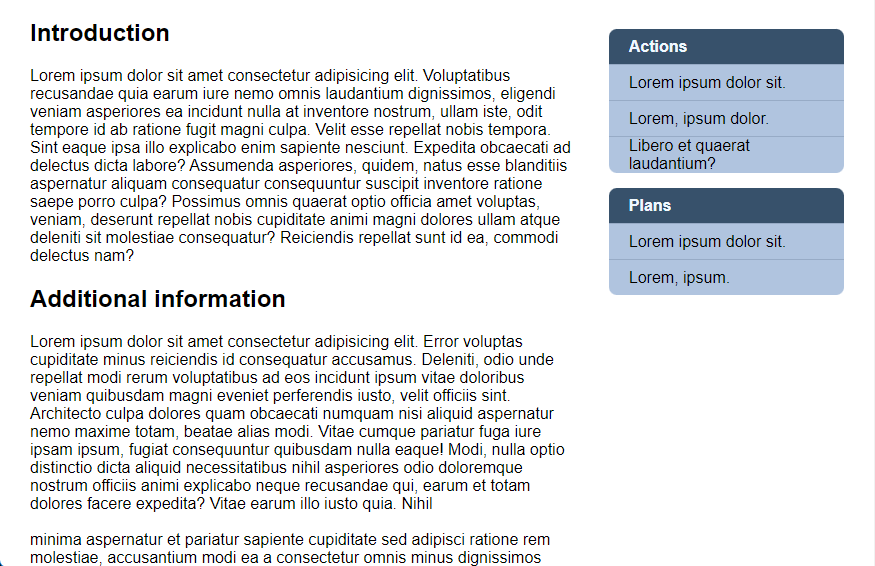 Introduction
Lorem ipsum dolor sit amet consectetur adipisicing elit. Voluptatibus
recusandae quia earum iure nemo omnis laudantium dignissimos, eligendi
veniam asperiores ea incidunt nulla at inventore nostrum, ullam iste, odit
tempore id ab ratione fugit magni culpa. Velit esse repellat nobis tempora.
Sint eaque ipsa illo explicabo enim sapiente nesciunt. Expedita obcaecati ad
delectus dicta labore? Assumenda asperiores, quidem, natus esse blanditiis
aspernatur aliquam consequatur consequuntur suscipit inventore ratione
saepe porro culpa? Possimus omnis quaerat optio officia amet voluptas,
veniam, deserunt repellat nobis cupiditate animi magni dolores ullam atque
deleniti sit molestiae consequatur? Reiciendis repellat sunt id ea, commodi
delectus nam?
Additional information
Lorem ipsum dolor sit amet consectetur adipisicing elit. Error voluptas
cupiditate minus reiciendis id consequatur accusamus. Deleniti, odio unde
repellat modi rerum voluptatibus ad eos incidunt ipsum vitae doloribus
veniam quibusdam magni eveniet perferendis iusto, velit officiis sint.
Architecto culpa dolores quam obcaecati numquam nisi aliquid aspernatur
nemo maxime totam, beatae alias modi. Vitae cumque pariatur fuga iure
ipsam ipsum, fugiat consequuntur quibusdam nulla eaque! Modi, nulla optio
distinctio dicta aliquid necessitatibus nihil asperiores odio doloremque
nostrum officiis animi explicabo neque recusandae qui, earum et totam
dolores facere expedita? Vitae earum illo iusto quia. Nihil
minima aspernatur et pariatur sapiente cupiditate sed adipisci ratione rem
molestiae, accusantium modi ea a consectetur omnis minus dignissimos
Actions
Lorem ipsum dolor sit.
Lorem, ipsum dolor.
Libero et quaerat
laudantium?
Plans
Lorem ipsum dolor sit.
Lorem, ipsum.